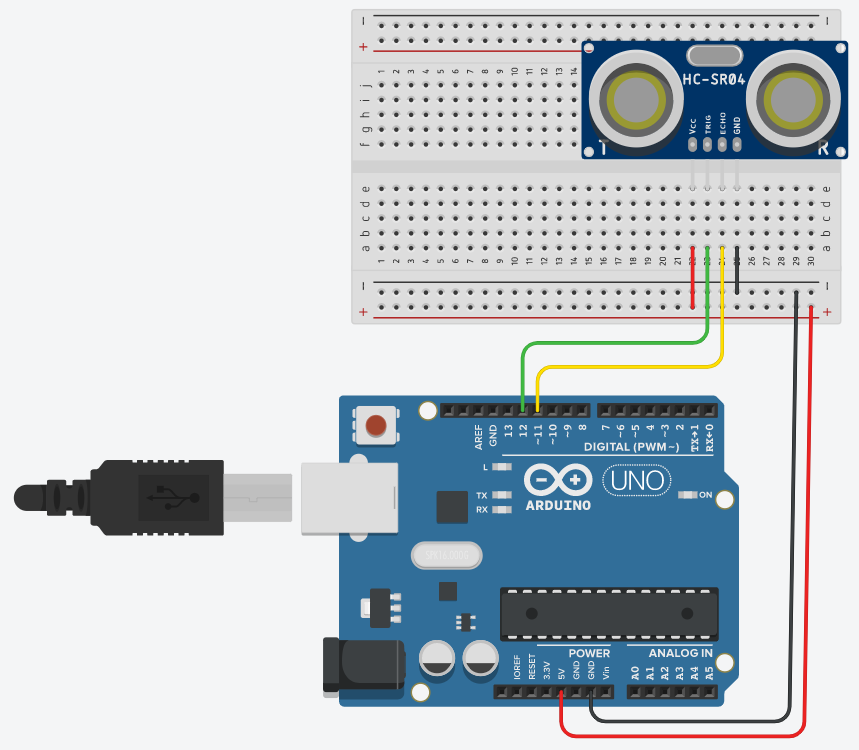 − −
+
1 2 3 4 5 6 7 8 9 10 11 12 13 14
j
i
h
g
f
HC-SR04
VCC TRIG ECHO GND
T R
e e
d d
c c
b b
a a
1 2 3 4 5 6 7 8 9 10 11 12 13 14 15 16 17 18 19 20 21 22 23 24 25 26 27 28 29 30
− −
+ +
AREF GND 13 12 ~11 ~10 ~9 8 7 ~6 ~5 4 ~3 2 TX→1 RX←0
DIGITAL (PWM~)
L
TX
RX
ARDUINO
UNO
ON
POWER
ANALOG IN
IOREF RESET 3.3V 5V GND GND Vin A0 A1 A2 A3 A4 A5